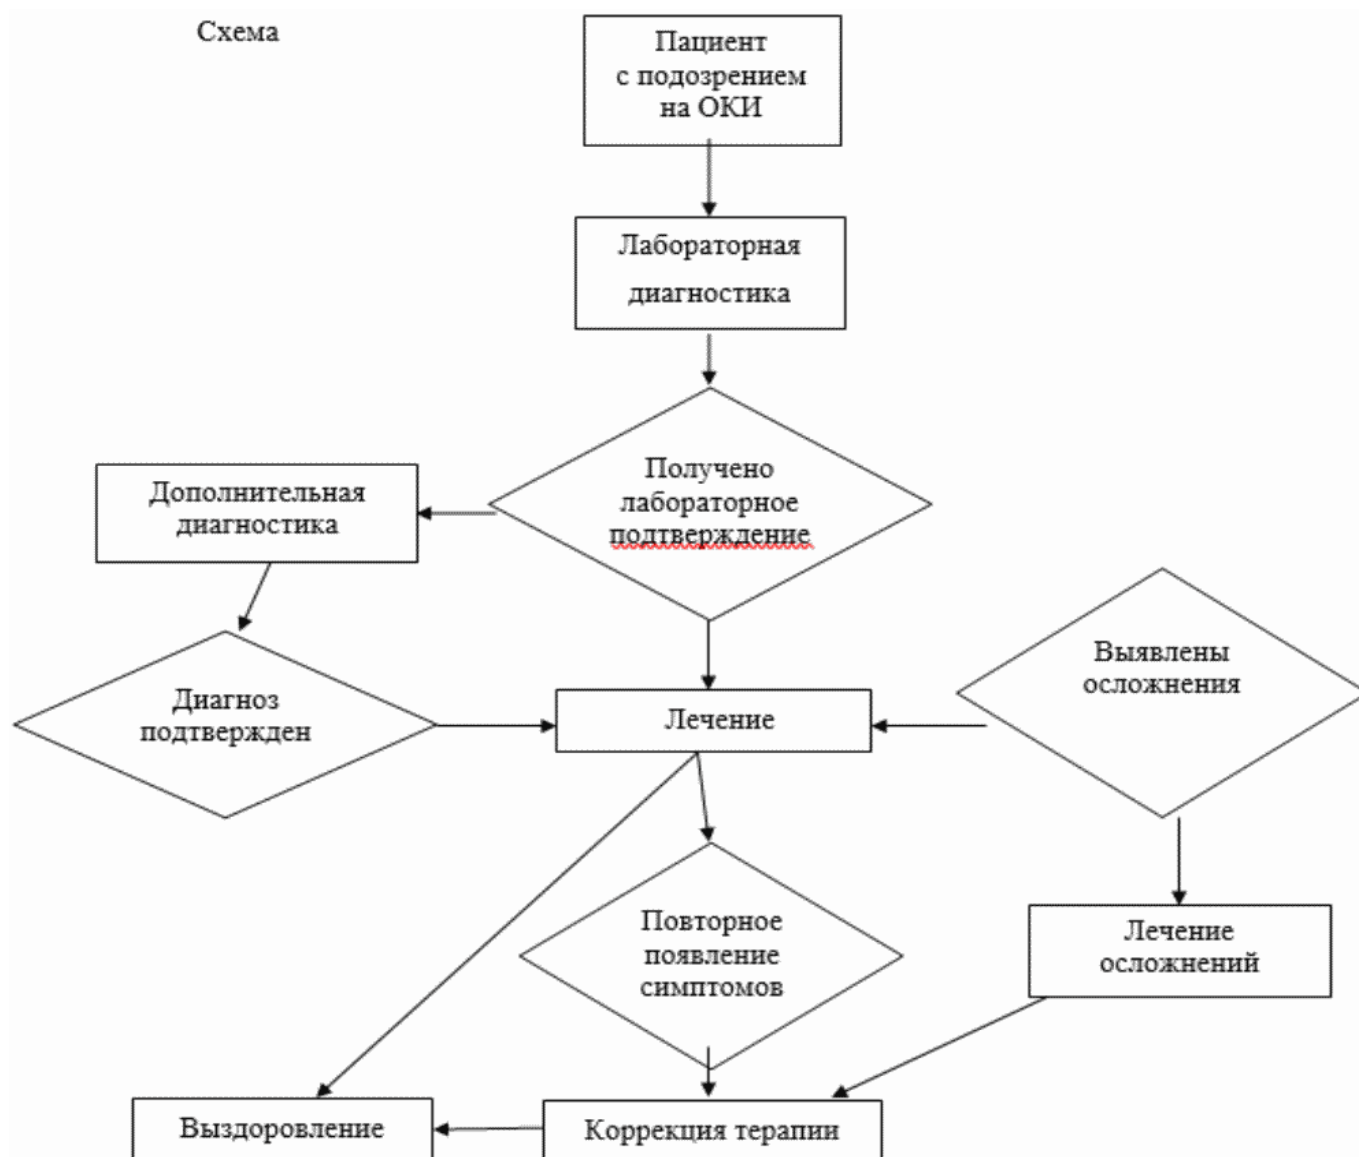 Схема
Пациент
с подозрением
на ОКИ
Лабораторная
диагностика
Получено
лабораторное
подтверждение
Дополнительная
диагностика
Выявлены
осложнения
Диагноз
подтвержден
Лечение
Повторное
появление
симптомов
Лечение
осложнений
Выздоровление
Коррекция терапии